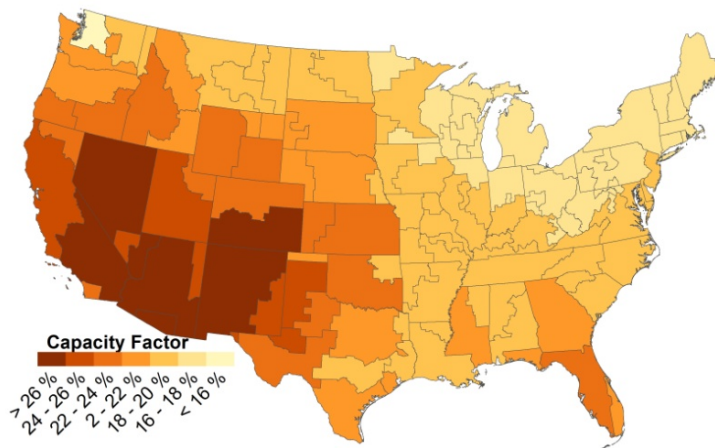 Capacity Factor
> 26 %
24 - 26 %
22 - 24 %
2 - 22 %
18 - 20 %
16 - 18 %
< 16 %